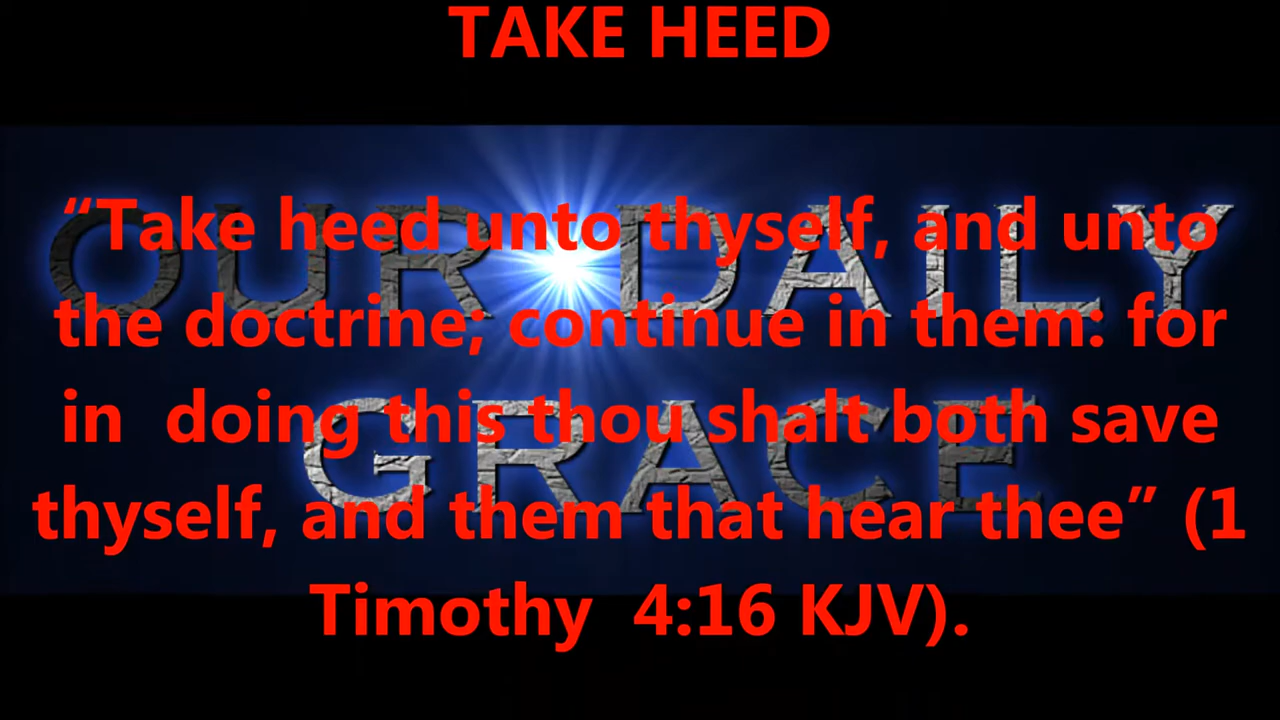 TAKE HEED
“Take heed unto thyself, and unto
OUR DAILY
the doctrine; continue in them: for
in  doing this thou shalt both save
GRACE
thyself, and them that hear thee” (1
Timothy  4:16 KJV).